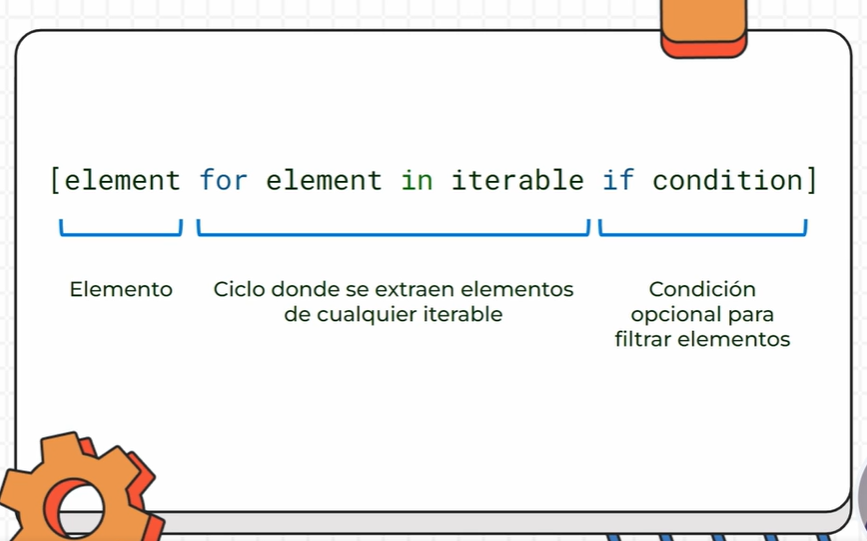 [element for element in iterable if condition]
Elemento
Ciclo donde se extraen elementos
de cualquier iterable
Condición
opcional para
filtrar elementos